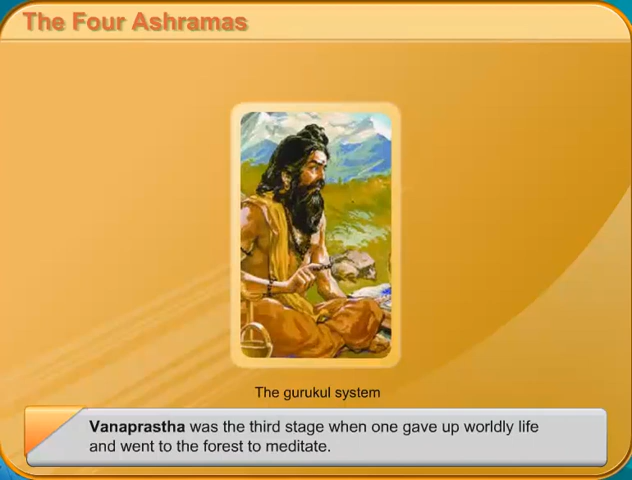 The Four Ashramas
The gurukul system
Vanaprastha was the third stage when one gave up worldly life
and went to the forest to meditate.